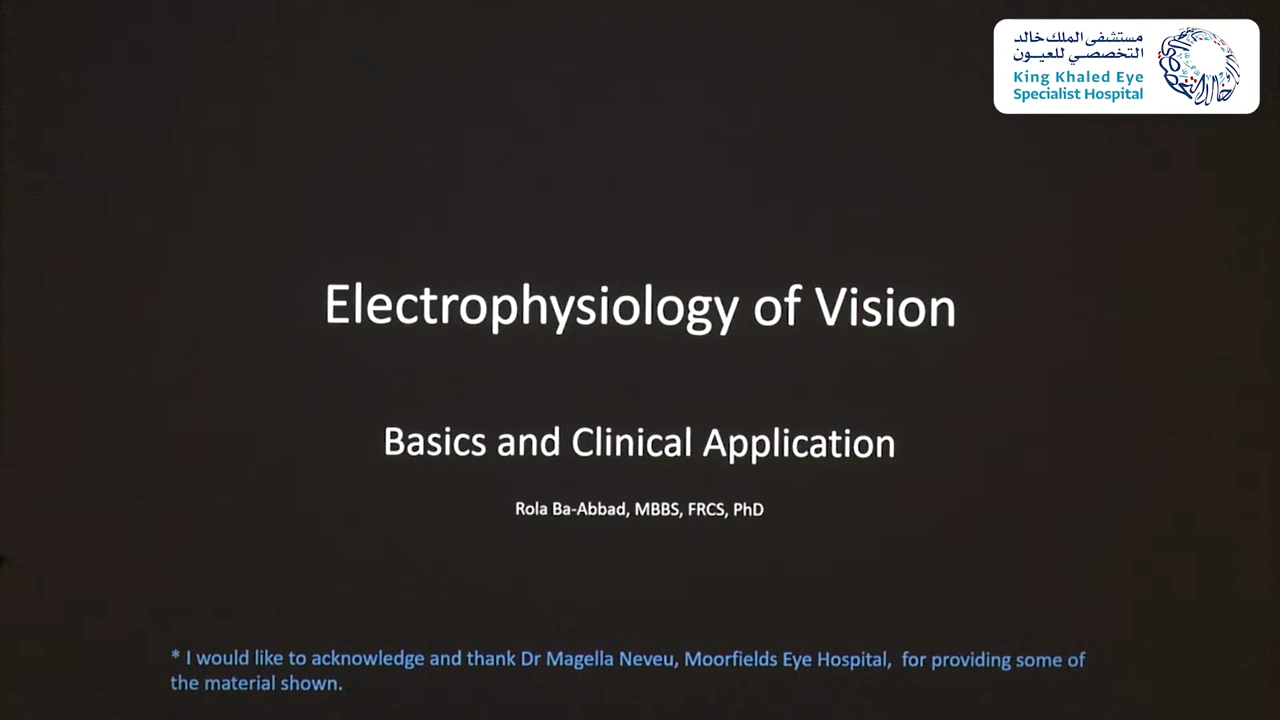 مستشفى الملك خالد
التخصصي للعيون
King Khaled Eye
Specialist Hospital
Electrophysiology of Vision
Basics and Clinical Application
Rola Ba-Abbad, MBBS, FRCS, PhD
* I would like to acknowledge and thank Dr Magella Neveu, Moorfields Eye Hospital, for providing some of
the material shown.